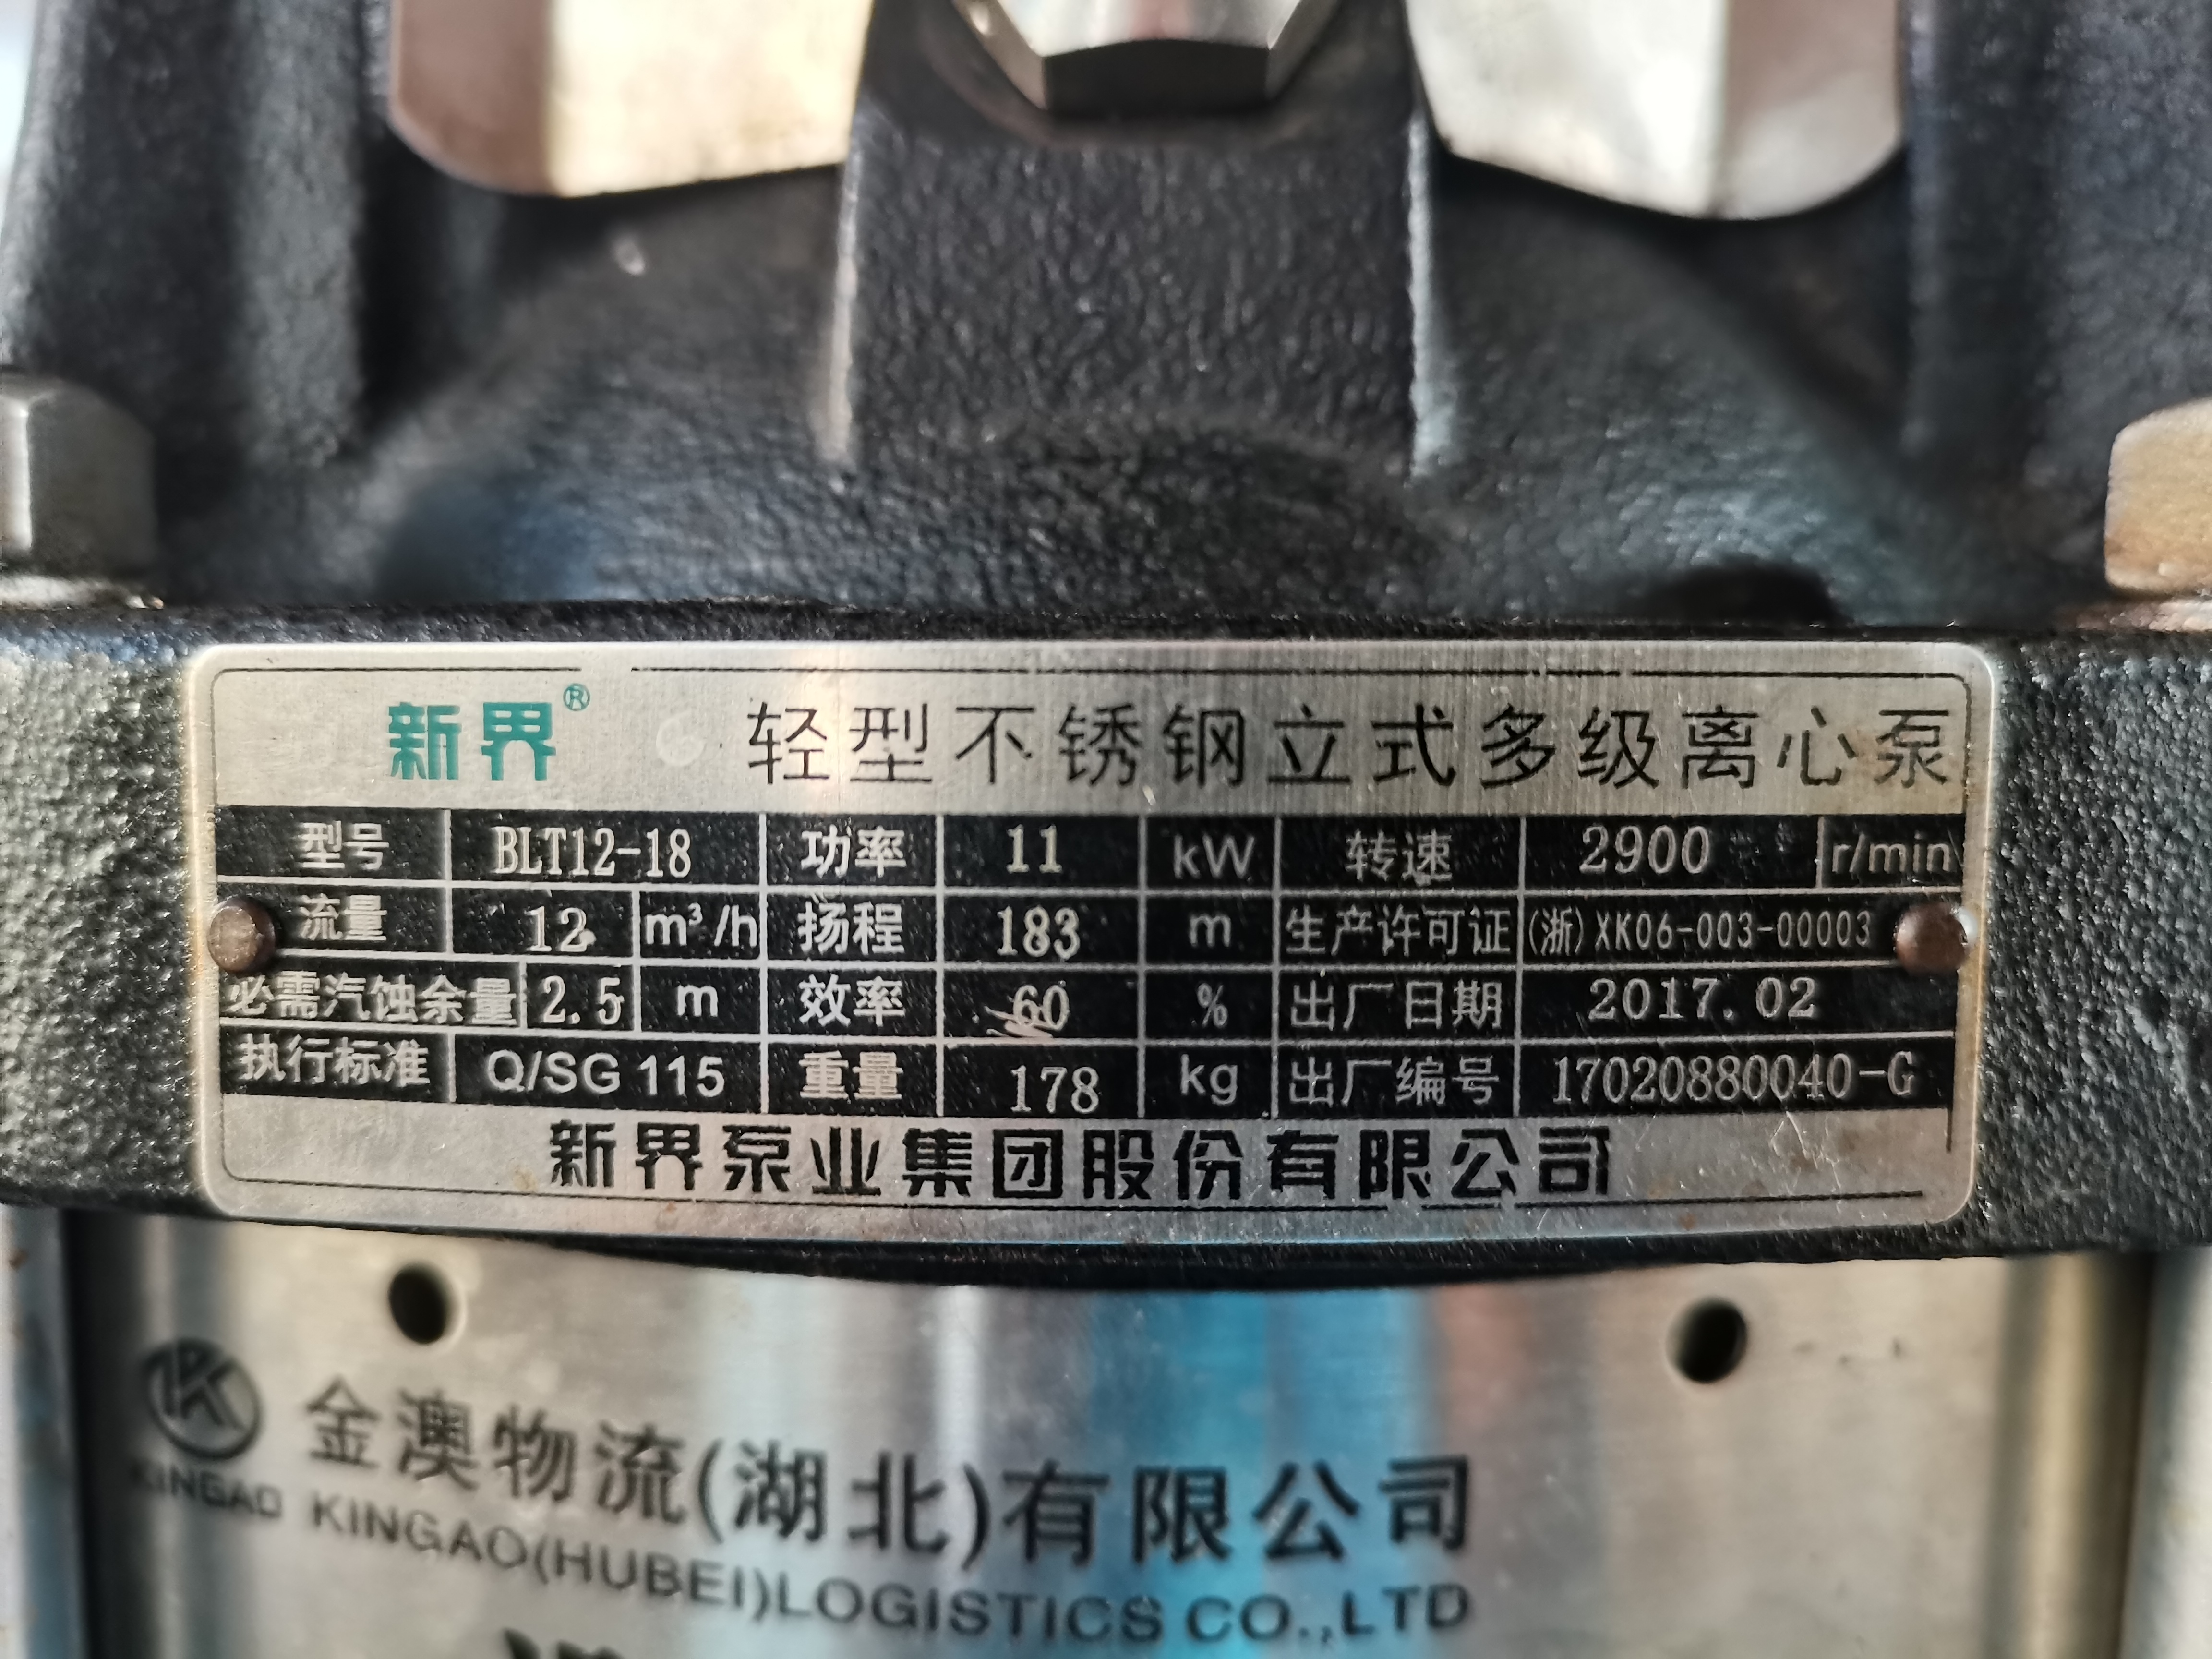 新界® 轻型不锈钢立式多级离心泵
型号 BLT12-18 功率 11 kW 转速 2900 r/min
流量 12 m³/h 扬程 183 m 生产许可证 (浙)XK06-003-00003
必需汽蚀余量 2.5 m 效率 60 % 出厂日期 2017.02
执行标准 Q/SG 115 重量 178 kg 出厂编号 17020880040-G
新界泵业集团股份有限公司
金澳物流(湖北)有限公司
KINGAO KINGAO(HUBEI)LOGISTICS CO.,LTD